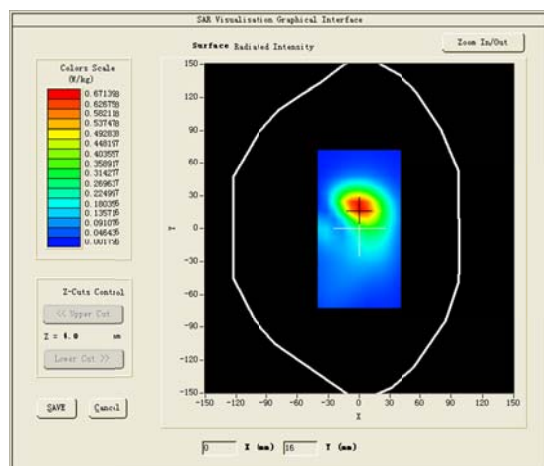 SAR Visualisation Graphical Interface
Surface Radiated Intensity
Zoom In/Out
Colors Scale
(W/kg)
0.671398
0.626758
0.582118
0.537478
0.492838
0.448197
0.403557
0.358917
0.314277
0.269637
0.224997
0.180356
0.135716
0.091076
0.046436
0.001796
Z-Cuts Control
<< Upper Cut
Z = 4.0 mm
Lower Cut >>
SAVE
Cancel
150
120
90
60
30
0
-30
-60
-90
-120
-150
Y
-150 -120 -90 -60 -30 0 30 60 90 120 150
X
0 X (mm) 16 Y (mm)